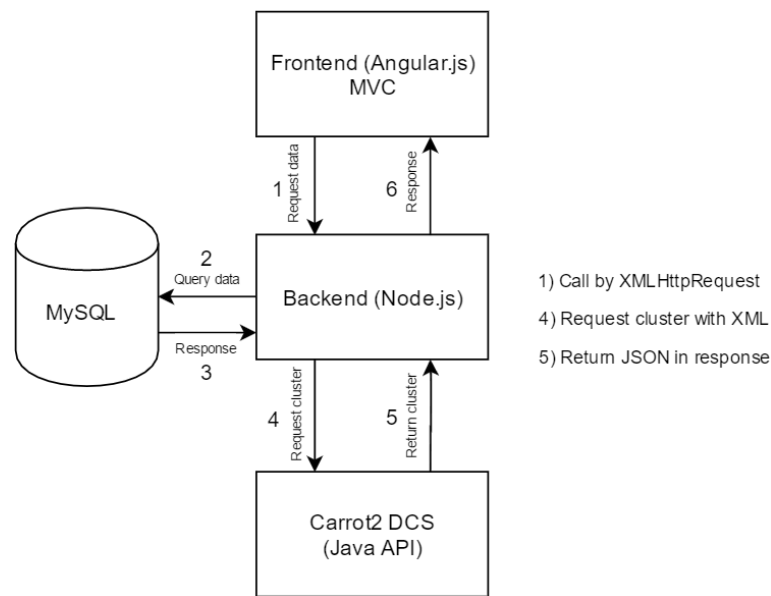 Frontend (Angular.js)
MVC
1
Request data
6
Response
2
Query data
MySQL
Backend (Node.js)
Response
3
1) Call by XMLHttpRequest
4) Request cluster with XML
5) Return JSON in response
4
Request cluster
5
Return cluster
Carrot2 DCS
(Java API)